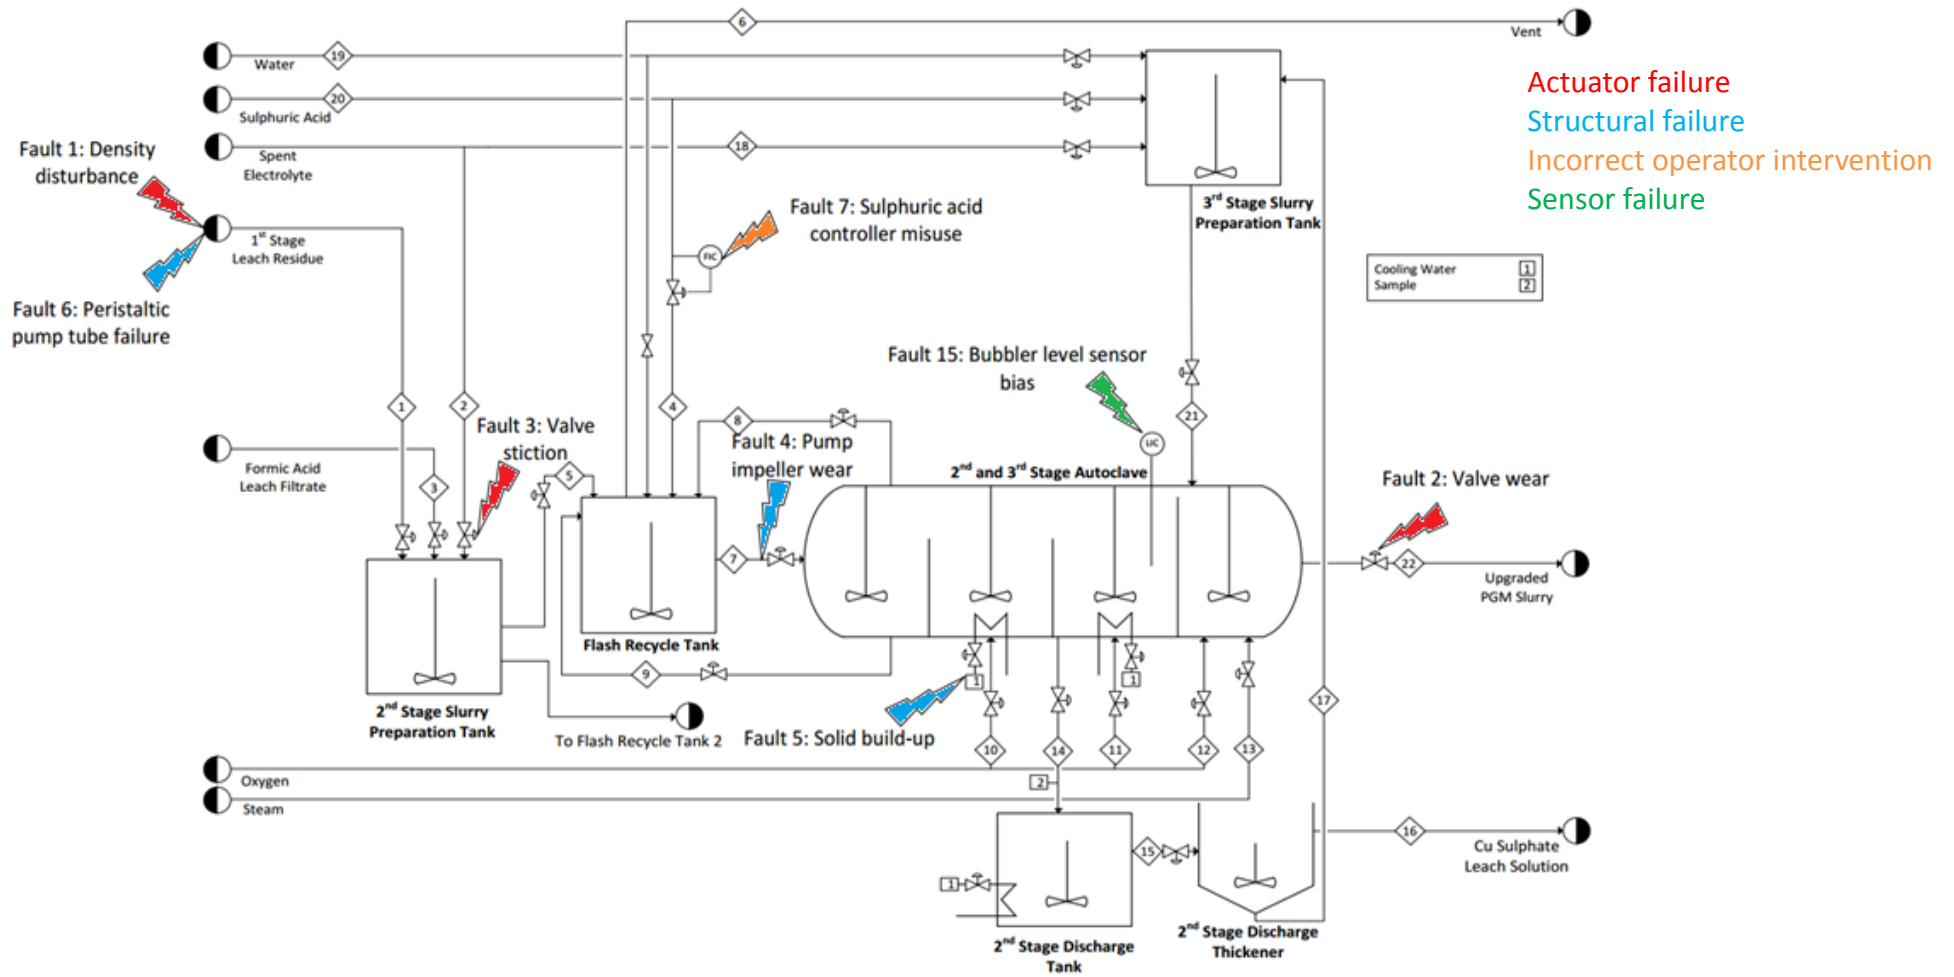 6
Vent
19
Water
20
Sulphuric Acid
18
Spent
Electrolyte
Actuator failure
Structural failure
Incorrect operator intervention
Sensor failure
Fault 1: Density
disturbance
1st Stage
Leach Residue
Fault 6: Peristaltic
pump tube failure
Fault 7: Sulphuric acid
controller misuse
FIC
3rd Stage Slurry
Preparation Tank
Cooling Water 1
Sample 2
Fault 15: Bubbler level sensor
bias
LIC
1
2
4
8
21
Fault 3: Valve
stiction
Fault 4: Pump
impeller wear
Formic Acid
Leach Filtrate
3
5
2nd and 3rd Stage Autoclave
Fault 2: Valve wear
7
22
Upgraded
PGM Slurry
Flash Recycle Tank
9
1
1
2nd Stage Slurry
Preparation Tank
To Flash Recycle Tank 2
Fault 5: Solid build-up
17
10
14
11
12
13
Oxygen
Steam
2
15
16
Cu Sulphate
Leach Solution
1
2nd Stage Discharge
Tank
2nd Stage Discharge
Thickener